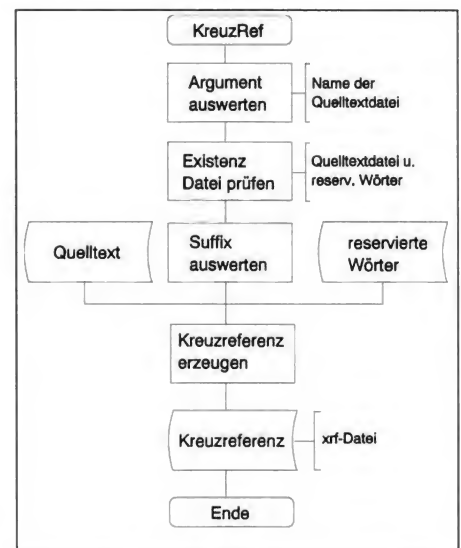 KreuzRef
Argument
auswerten
Name der
Quelltextdatei
Existenz
Datei prüfen
Quelltextdatei u.
reserv. Wörter
Quelltext
Suffix
auswerten
reservierte
Wörter
Kreuzreferenz
erzeugen
Kreuzreferenz
xrf-Datei
Ende